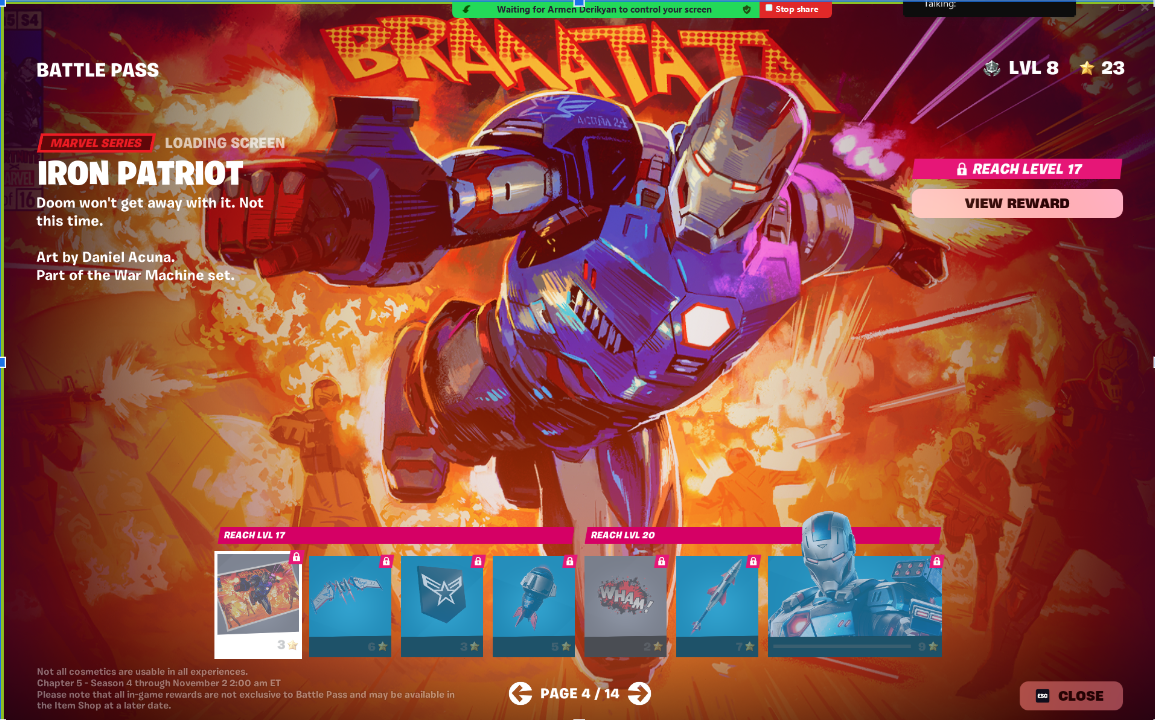 Waiting for Armen Derikyan to control your screen
Stop share
Talking:
S4
BRAAATAT
ACUÑA 24
BATTLE PASS
LVL 8
23
MARVEL SERIES
LOADING SCREEN
IRON PATRIOT
Doom won't get away with it. Not
this time.
Art by Daniel Acuna.
Part of the War Machine set.
REACH LEVEL 17
VIEW REWARD
REACH LVL 17
REACH LVL 20
WHAM!
3
6
3
5
2
7
9
Not all cosmetics are usable in all experiences.
Chapter 5 - Season 4 through November 2 2:00 am ET
Please note that all in-game rewards are not exclusive to Battle Pass and may be available in
the Item Shop at a later date.
PAGE 4 / 14
ESC
CLOSE